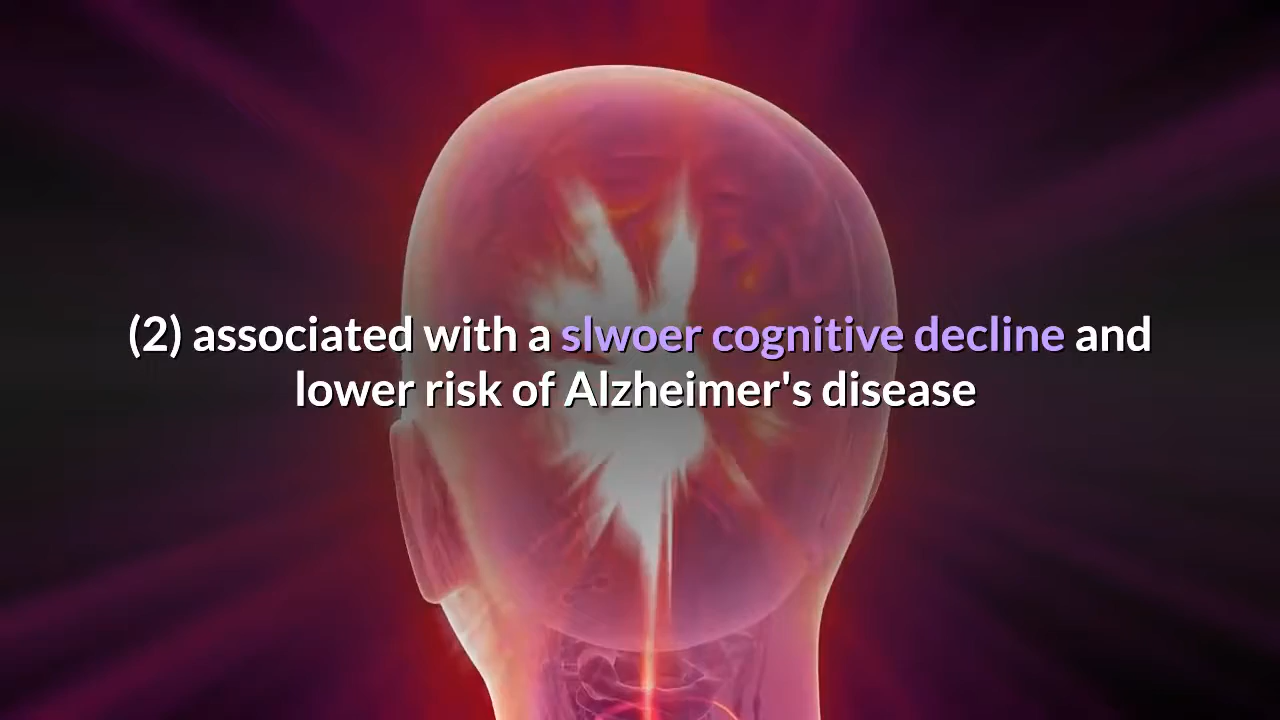 (2) associated with a slwoer cognitive decline and
lower risk of Alzheimer's disease